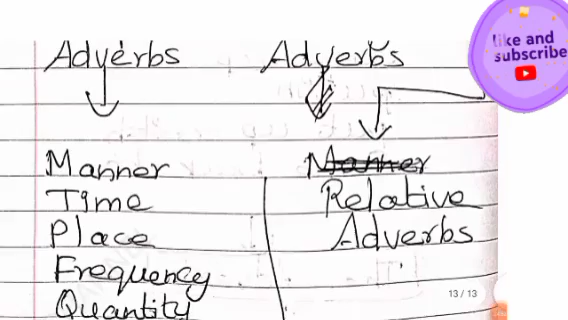 Adverbs Adverbs
Manner Manner
Time Relative
Place Adverbs
Frequency
Quantity
like and
subscribe
13 / 13